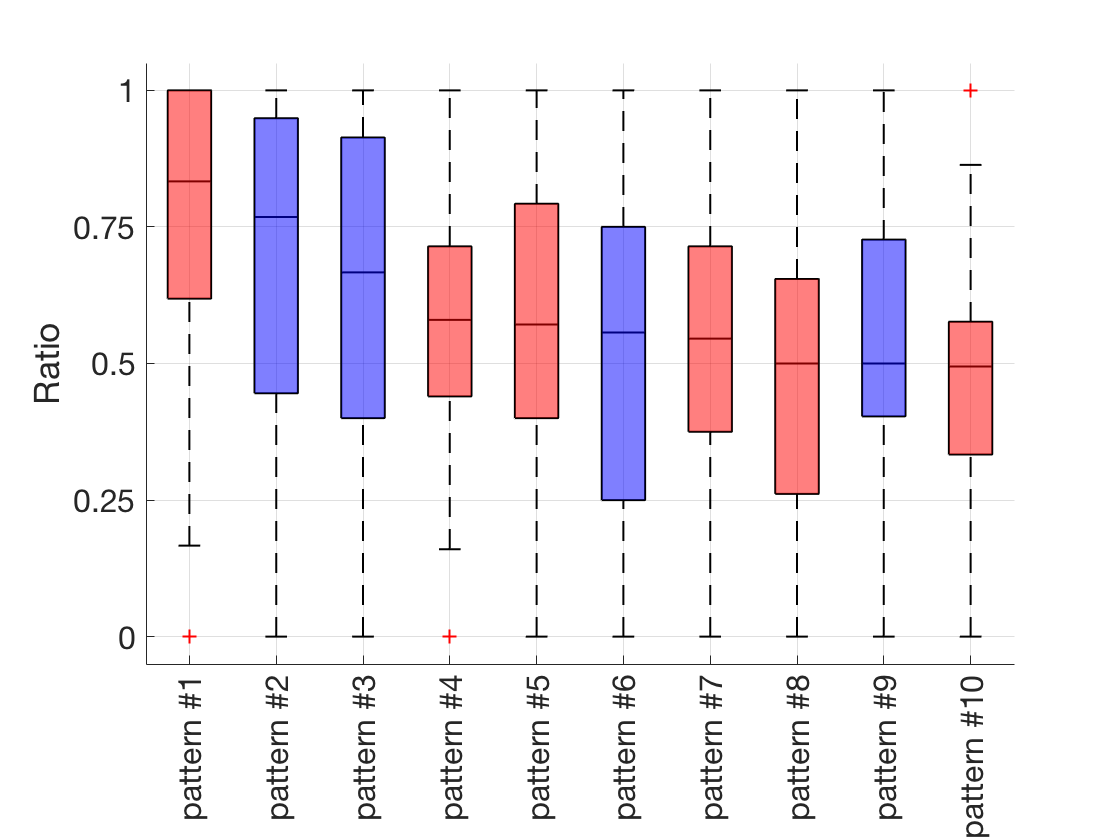 Ratio
1
0.75
0.5
0.25
0
pattern #1
pattern #2
pattern #3
pattern #4
pattern #5
pattern #6
pattern #7
pattern #8
pattern #9
pattern #10